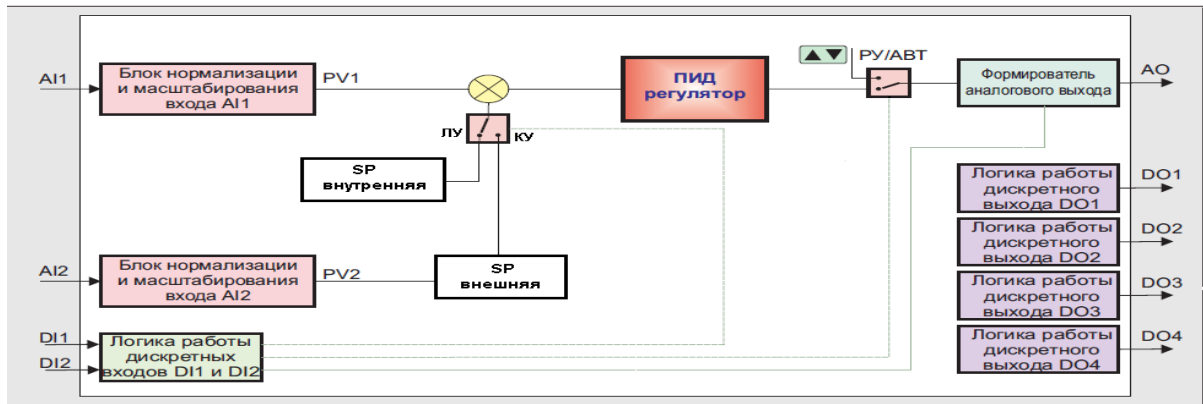 AI1
Блок нормализации
и масштабирования
входа AI1
PV1
ЛУ
КУ
SP
внутренняя
ПИД
регулятор
РУ/АВТ
Формирователь
аналогового выхода
AO
AI2
Блок нормализации
и масштабирования
входа AI2
PV2
SP
внешняя
DI1
DI2
Логика работы
дискретных
входов DI1 и DI2
Логика работы
дискретного
выхода DO1
DO1
Логика работы
дискретного
выхода DO2
DO2
Логика работы
дискретного
выхода DO3
DO3
Логика работы
дискретного
выхода DO4
DO4